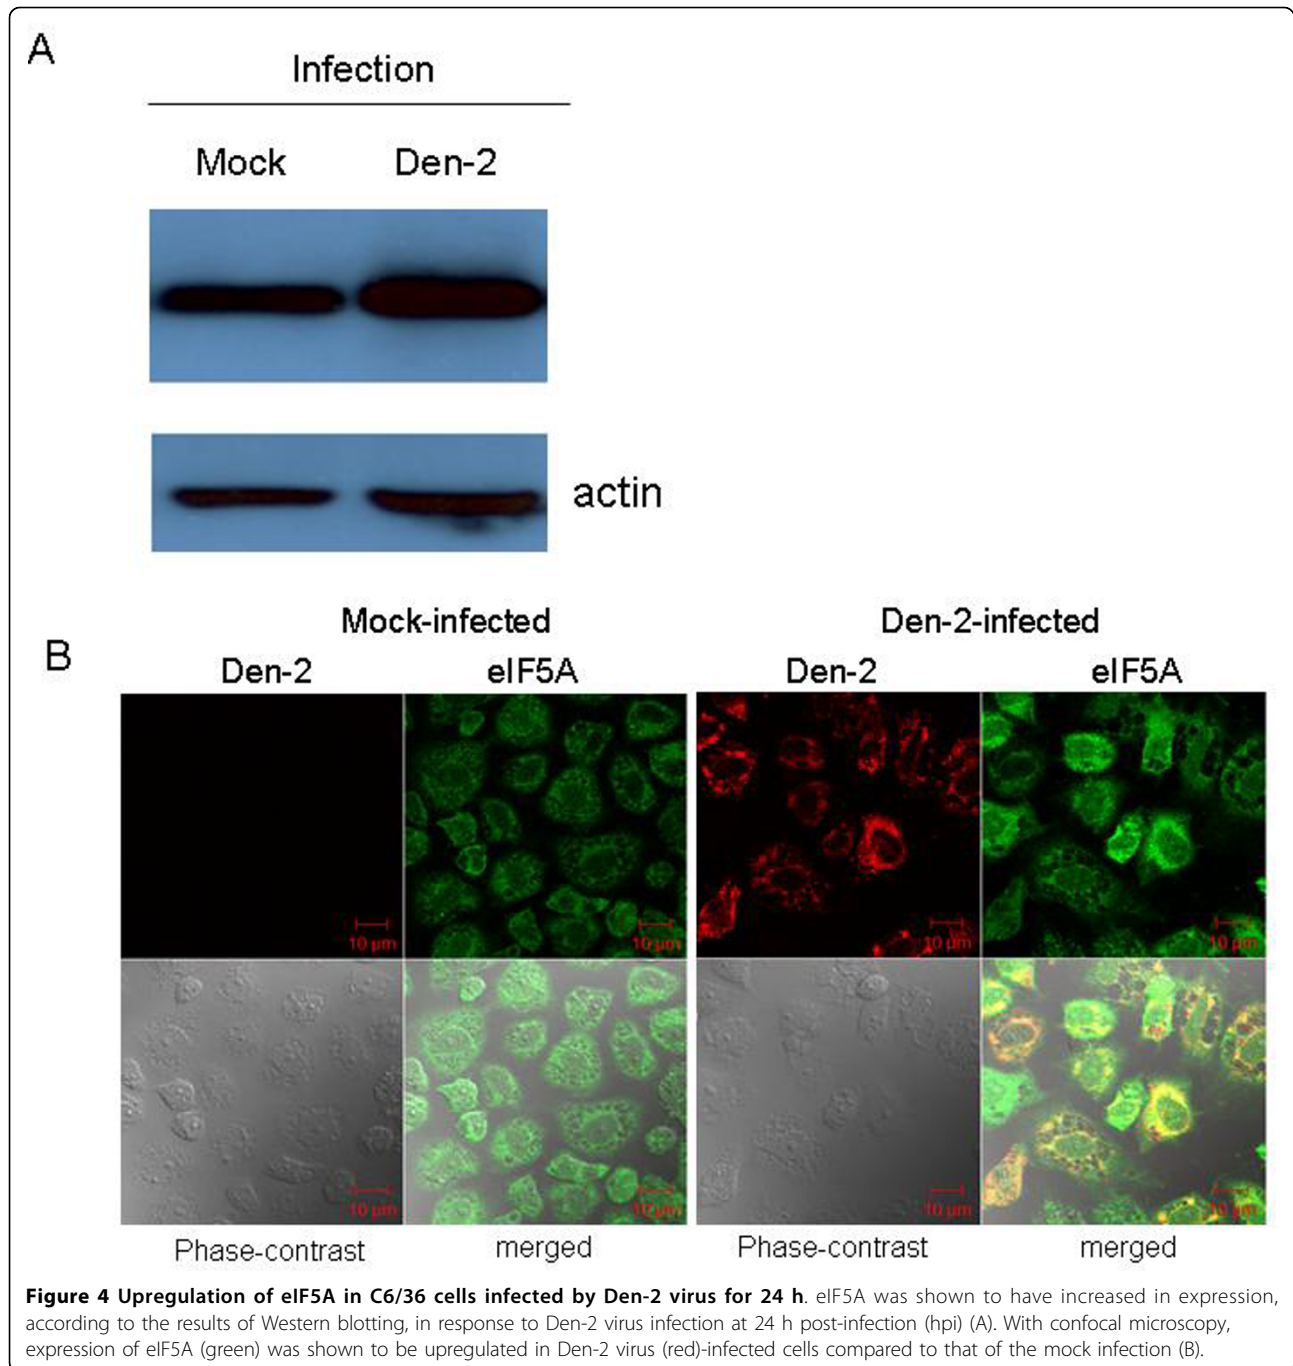 A
Infection
Mock Den-2
actin
B
Mock-infected Den-2-infected
Den-2 eIF5A Den-2 eIF5A
10 µm 10 µm 10 µm 10 µm
10 µm 10 µm 10 µm 10 µm
Phase-contrast merged Phase-contrast merged
Figure 4 Upregulation of eIF5A in C6/36 cells infected by Den-2 virus for 24 h. eIF5A was shown to have increased in expression,
according to the results of Western blotting, in response to Den-2 virus infection at 24 h post-infection (hpi) (A). With confocal microscopy,
expression of eIF5A (green) was shown to be upregulated in Den-2 virus (red)-infected cells compared to that of the mock infection (B).